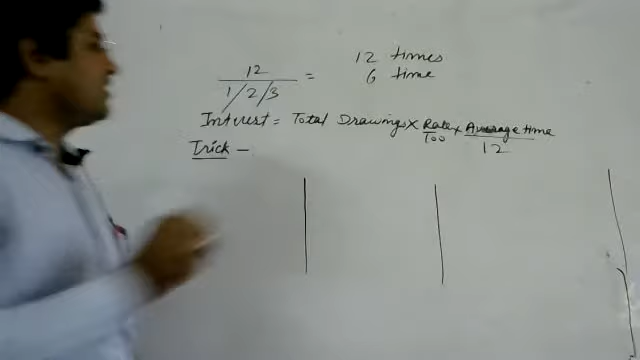 12 times
12 / 1/2/3 = 6 time
Interest = Total Drawings × Rate/100 × Average time/12
Trick –